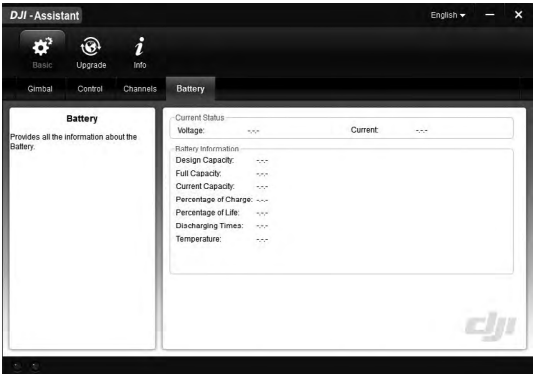 DJI - Assistant
English
Basic
Upgrade
i
Info
Gimbal
Control
Channels
Battery
Battery
Provides all the information about the
Battery.
Current Status
Voltage: -.-.-
Current: -.-.-
Battery Information
Design Capacity: -.-.-
Full Capacity: -.-.-
Current Capacity: -.-.-
Percentage of Charge: -.-.-
Percentage of Life: -.-.-
Discharging Times: -.-.-
Temperature: -.-.-
dji